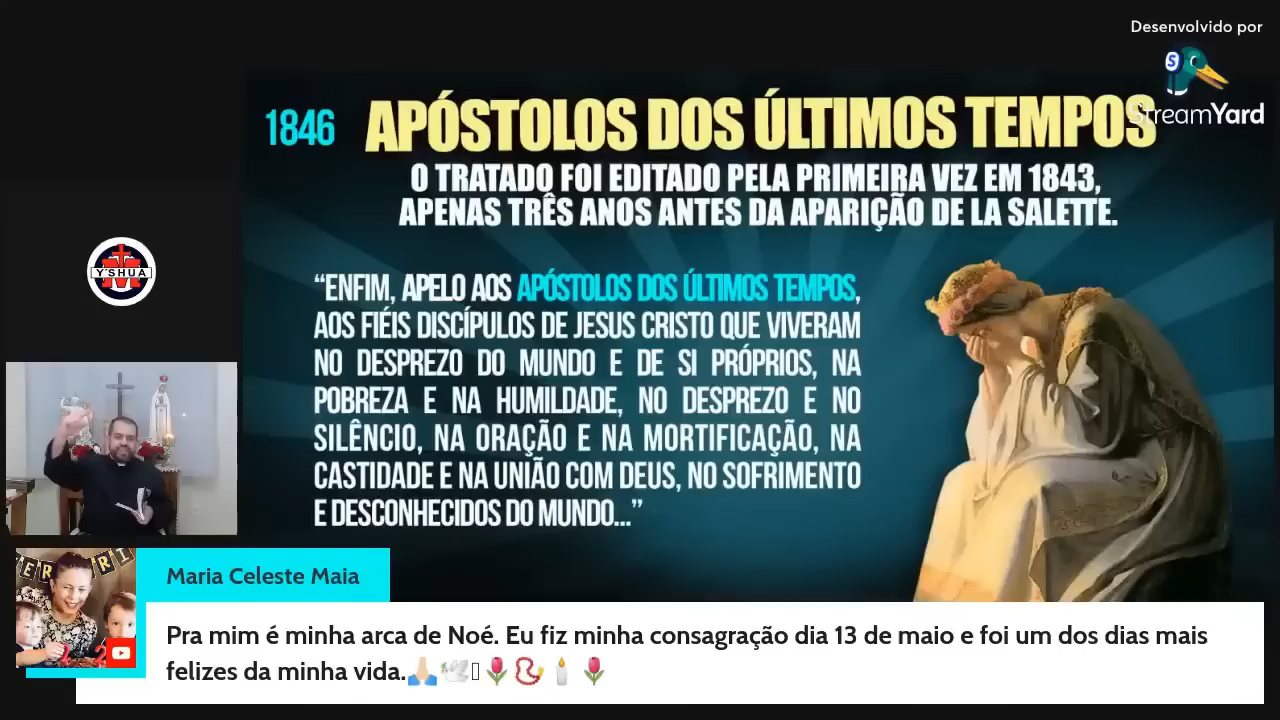 Desenvolvido por
StreamYard
1846 APÓSTOLOS DOS ÚLTIMOS TEMPOS
O TRATADO FOI EDITADO PELA PRIMEIRA VEZ EM 1843,
APENAS TRÊS ANOS ANTES DA APARIÇÃO DE LA SALETTE.
Y'SHUA
“ENFIM, APELO AOS APÓSTOLOS DOS ÚLTIMOS TEMPOS,
AOS FIÉIS DISCÍPULOS DE JESUS CRISTO QUE VIVERAM
NO DESPREZO DO MUNDO E DE SI PRÓPRIOS, NA
POBREZA E NA HUMILDADE, NO DESPREZO E NO
SILÊNCIO, NA ORAÇÃO E NA MORTIFICAÇÃO, NA
CASTIDADE E NA UNIÃO COM DEUS, NO SOFRIMENTO
E DESCONHECIDOS DO MUNDO...”
Maria Celeste Maia
Pra mim é minha arca de Noé. Eu fiz minha consagração dia 13 de maio e foi um dos dias mais
felizes da minha vida.🙏🏼🕊️🌷📿🕯️🌷